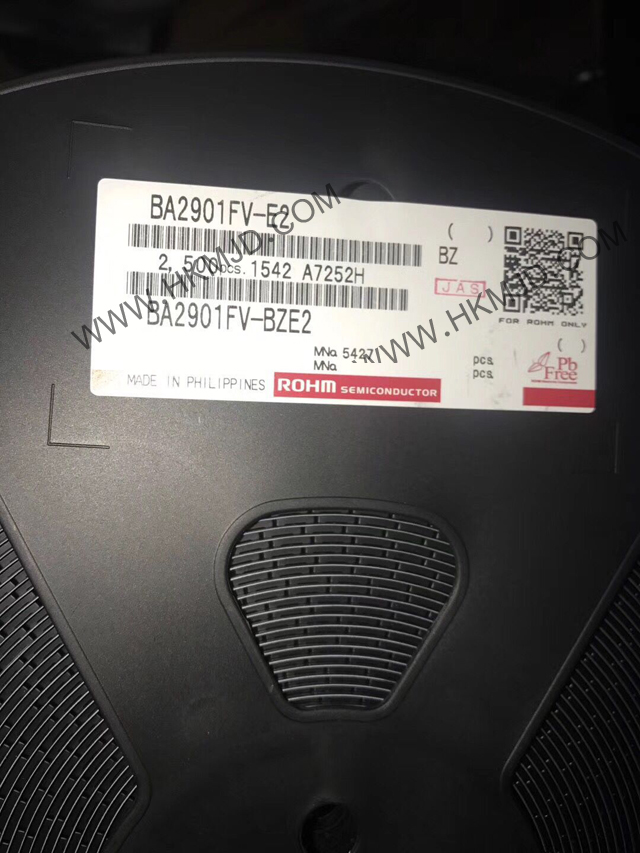 BA2901FV-E2
( )
BZ
2,500pcs. 1542 A7252H
JAS
BA2901FV-BZE2
FOR ROHM ONLY
( )
MNo 5427
MNo
pcs.
pcs.
Pb
Free
MADE IN PHILIPPINES
ROHM SEMICONDUCTOR
WWW.HKMJD.COM
WWW.HKMJD.COM